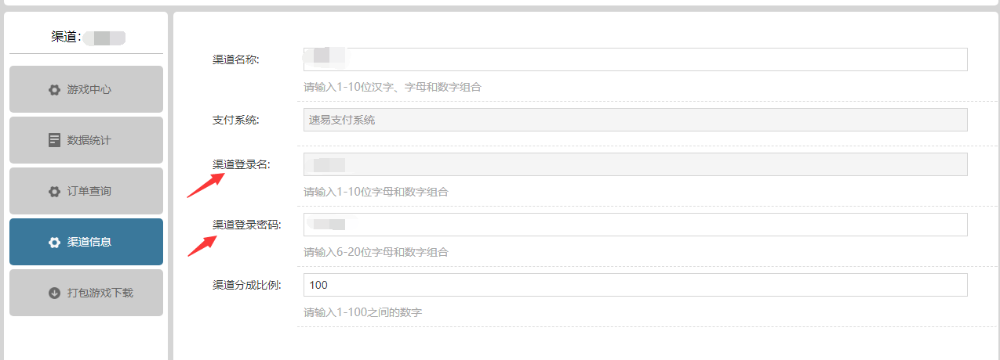 渠道:
游戏中心
数据统计
订单查询
渠道信息
打包游戏下载
渠道名称:
请输入1-10位汉字、字母和数字组合
支付系统:
速易支付系统
渠道登录名:
请输入1-10位字母和数字组合
渠道登录密码:
请输入6-20位字母和数字组合
渠道分成比例:
100
请输入1-100之间的数字